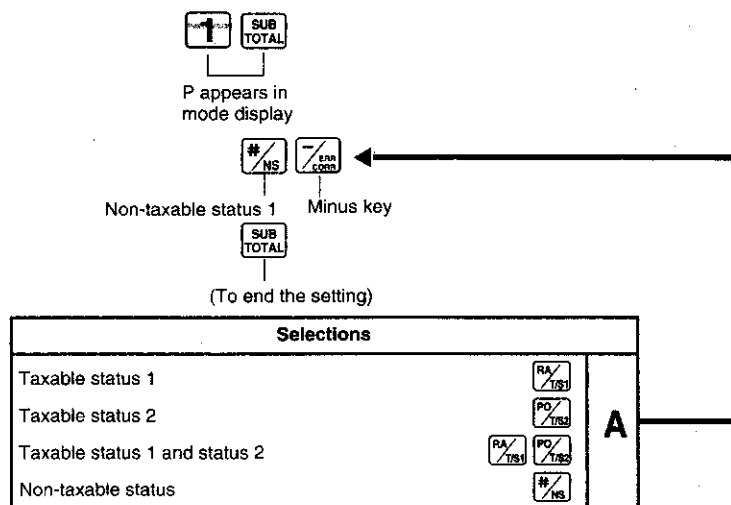 1 SUB TOTAL
P appears in
mode display
#/NS −/ERR CORR
Non-taxable status 1 Minus key
SUB TOTAL
(To end the setting)
Selections
Taxable status 1 RA/T/S1
Taxable status 2 PO/T/S2
Taxable status 1 and status 2 RA/T/S1 PO/T/S2
Non-taxable status #/NS
A